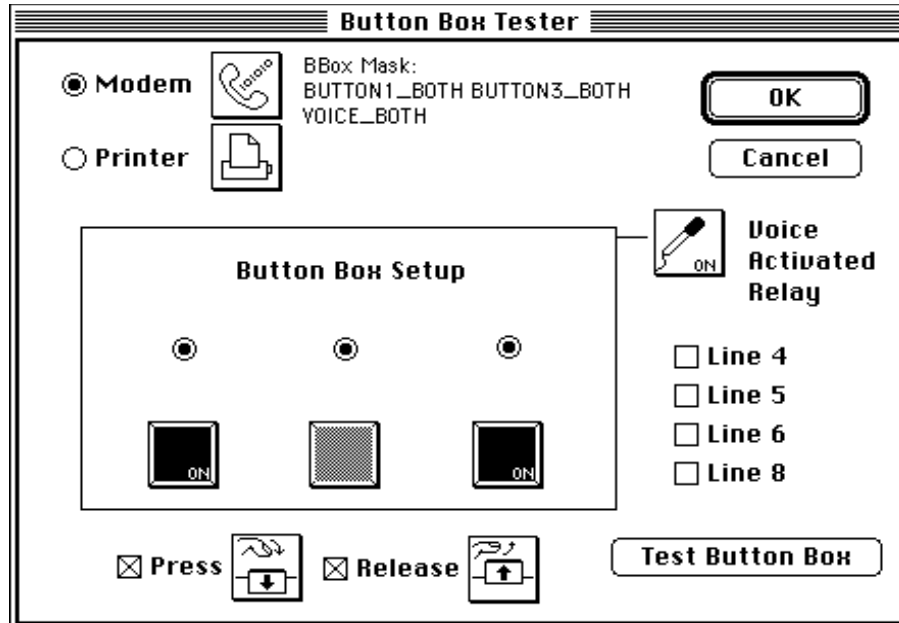 Button Box Tester
Modem
BBox Mask:
BUTTON1_BOTH BUTTON3_BOTH
VOICE_BOTH
OK
Printer
Cancel
Voice
Activated
Relay
ON
Button Box Setup
Line 4
Line 5
Line 6
Line 8
ON
ON
Press
Release
Test Button Box